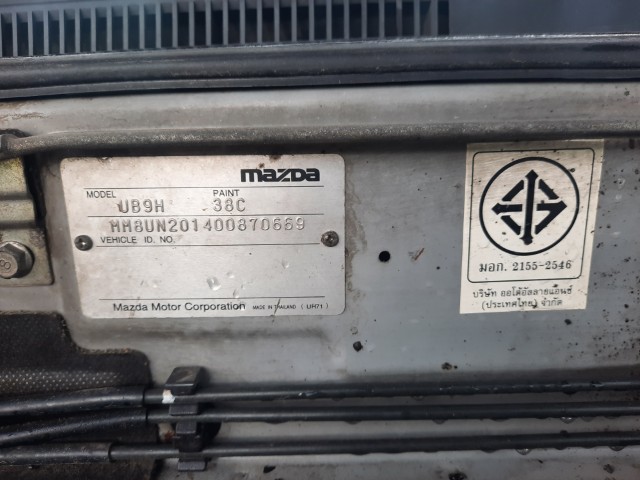 mazda
MODEL PAINT
UB9H 38C
MM8UN201400870669
VEHICLE ID. NO.
Mazda Motor Corporation MADE IN THAILAND (UH71)
มอก. 2155-2546
บริษัท ออโต้อัลลายแอนซ์
(ประเทศไทย) จำกัด